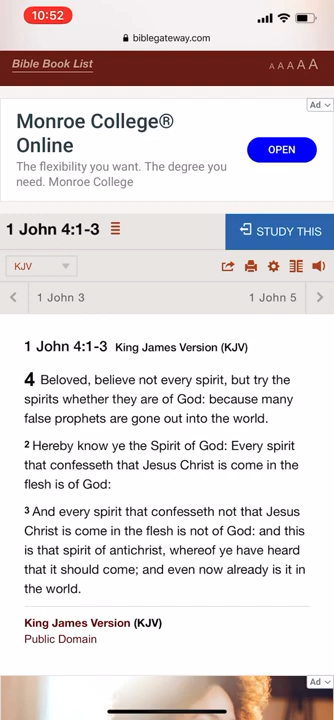 10:52
biblegateway.com
Bible Book List
A A A A A
Ad
Monroe College®
Online
The flexibility you want. The degree you
need. Monroe College
OPEN
1 John 4:1-3
STUDY THIS
KJV
1 John 3
1 John 5
1 John 4:1-3 King James Version (KJV)
4 Beloved, believe not every spirit, but try the
spirits whether they are of God: because many
false prophets are gone out into the world.
2 Hereby know ye the Spirit of God: Every spirit
that confesseth that Jesus Christ is come in the
flesh is of God:
3 And every spirit that confesseth not that Jesus
Christ is come in the flesh is not of God: and this
is that spirit of antichrist, whereof ye have heard
that it should come; and even now already is it in
the world.
King James Version (KJV)
Public Domain
Ad